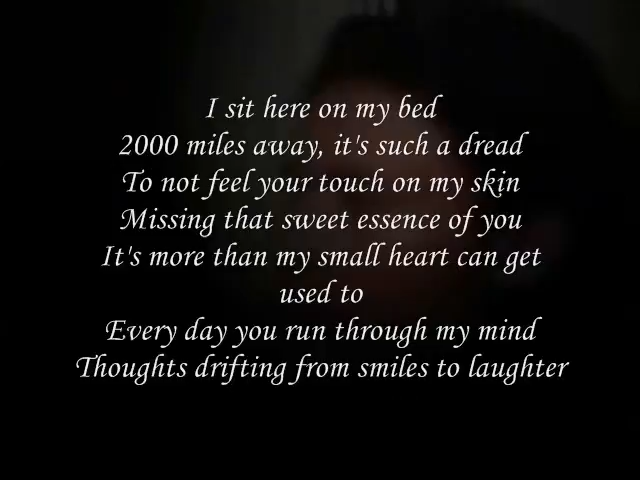 I sit here on my bed
2000 miles away, it's such a dread
To not feel your touch on my skin
Missing that sweet essence of you
It's more than my small heart can get
used to
Every day you run through my mind
Thoughts drifting from smiles to laughter